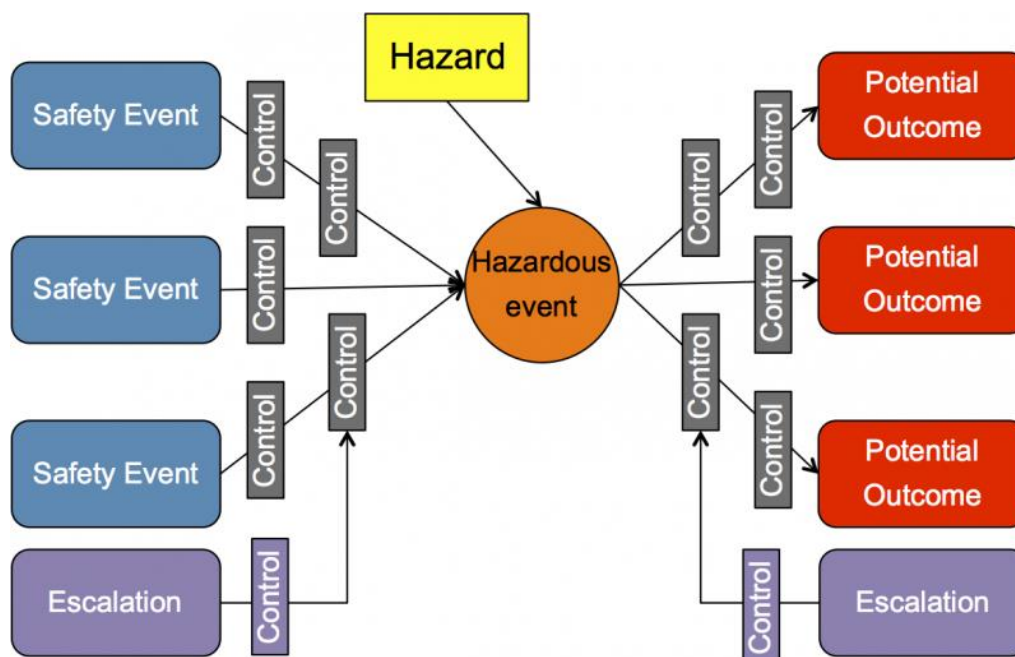 Hazard
Safety Event
Control
Control
Control
Control
Potential
Outcome
Safety Event
Control
Hazardous
event
Control
Potential
Outcome
Safety Event
Control
Control
Control
Control
Potential
Outcome
Escalation
Control
Control
Escalation